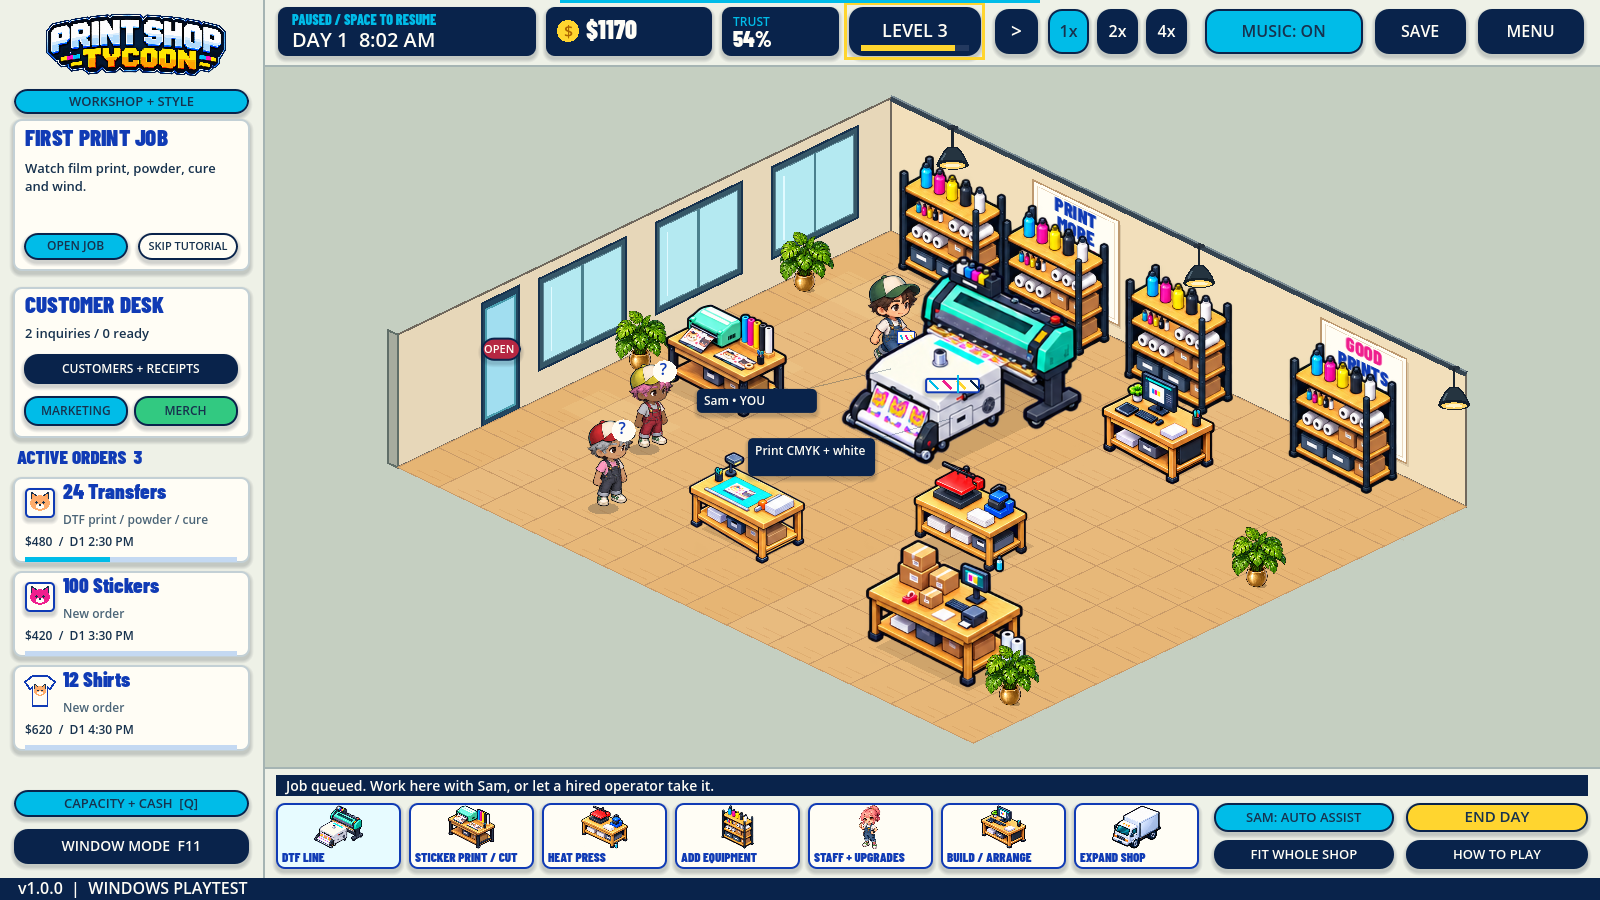 PRINT SHOP
TYCOON
WORKSHOP + STYLE
FIRST PRINT JOB
Watch film print, powder, cure
and wind.
OPEN JOB
SKIP TUTORIAL
CUSTOMER DESK
2 inquiries / 0 ready
CUSTOMERS + RECEIPTS
MARKETING
MERCH
ACTIVE ORDERS 3
24 Transfers
DTF print / powder / cure
$480 / D1 2:30 PM
100 Stickers
New order
$420 / D1 3:30 PM
12 Shirts
New order
$620 / D1 4:30 PM
CAPACITY + CASH [Q]
WINDOW MODE F11
v1.0.0 | WINDOWS PLAYTEST
PAUSED / SPACE TO RESUME
DAY 1 8:02 AM
$
$1170
TRUST
54%
LEVEL 3
>
1x
2x
4x
MUSIC: ON
SAVE
MENU
PRINT
MORE
GOOD
PRINTS
OPEN
?
?
Sam • YOU
Print CMYK + white
Job queued. Work here with Sam, or let a hired operator take it.
DTF LINE
STICKER PRINT / CUT
HEAT PRESS
ADD EQUIPMENT
STAFF + UPGRADES
BUILD / ARRANGE
EXPAND SHOP
SAM: AUTO ASSIST
END DAY
FIT WHOLE SHOP
HOW TO PLAY